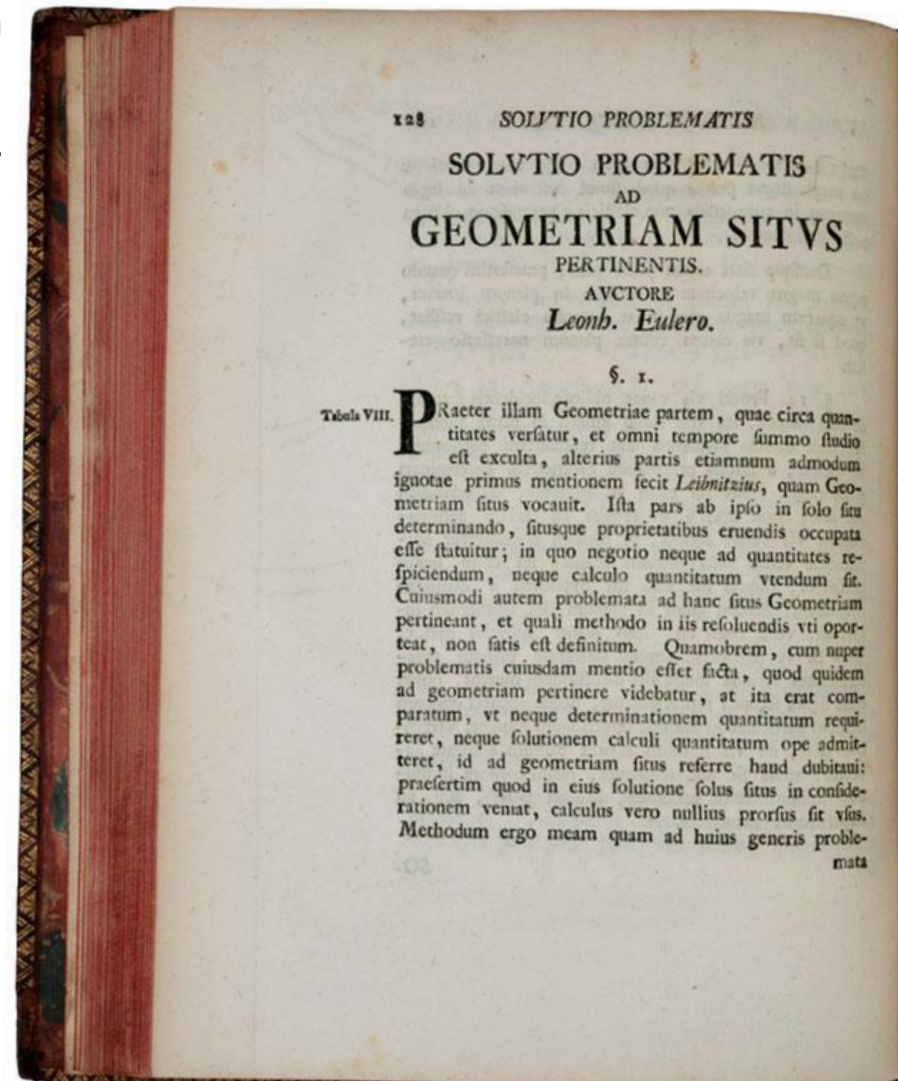 128 SOLVTIO PROBLEMATIS
SOLVTIO PROBLEMATIS
AD
GEOMETRIAM SITVS
PERTINENTIS.
AVCTORE
Leonh. Eulero.
§. 1.
Tabula VIII. PRaeter illam Geometriae partem, quae circa quan-
titates verſatur, et omni tempore ſummo ſtudio
eſt exculta, alterius partis etiamnum admodum
ignotae primus mentionem fecit Leibnitzius, quam Geo-
metriam ſitus vocauit. Iſta pars ab ipſo in ſolo ſitu
determinando, ſitusque proprietatibus eruendis occupata
eſſe ſtatuitur; in quo negotio neque ad quantitates re-
ſpiciendum, neque calculo quantitatum vtendum ſit.
Cuiusmodi autem problemata ad hanc ſitus Geometriam
pertineant, et quali methodo in iis reſoluendis vti opor-
teat, non ſatis eſt definitum. Quamobrem, cum nuper
problematis cuiusdam mentio eſſet facta, quod quidem
ad geometriam pertinere videbatur, at ita erat com-
paratum, vt neque determinationem quantitatum requi-
reret, neque ſolutionem calculi quantitatum ope admit-
teret, id ad geometriam ſitus referre haud dubitaui:
praeſertim quod in eius ſolutione ſolus ſitus in conſide-
rationem veniat, calculus vero nullius prorſus ſit vſus.
Methodum ergo meam quam ad huius generis proble-
mata